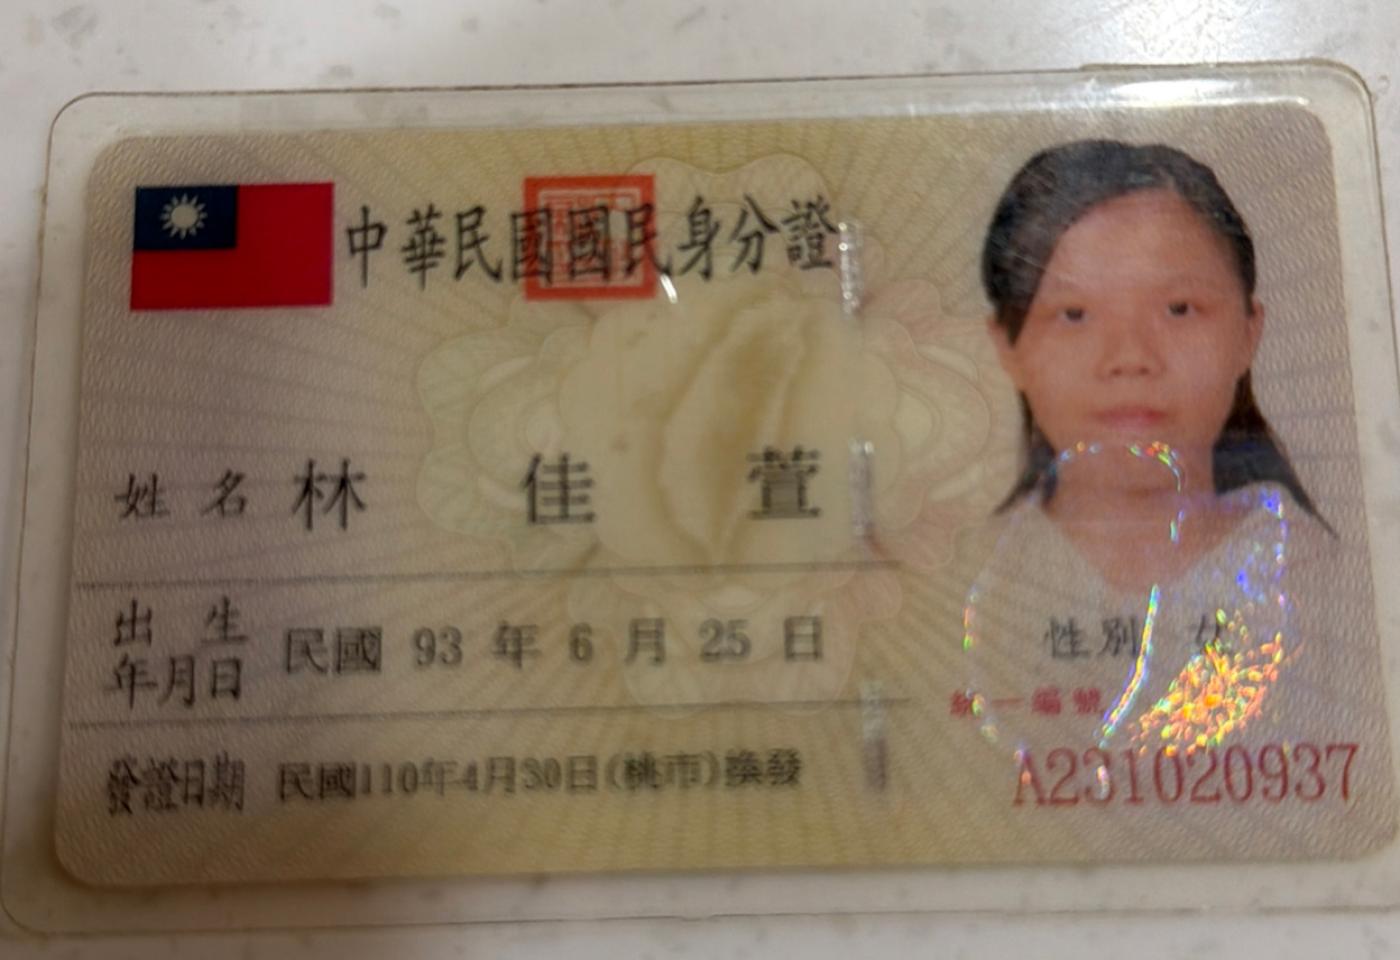 中華民國國民身分證
姓名 林佳萱
出生年月日 民國 93 年 6 月 25 日
性別 女
發證日期 民國110年4月30日(桃市)換發
統一編號
A231020937